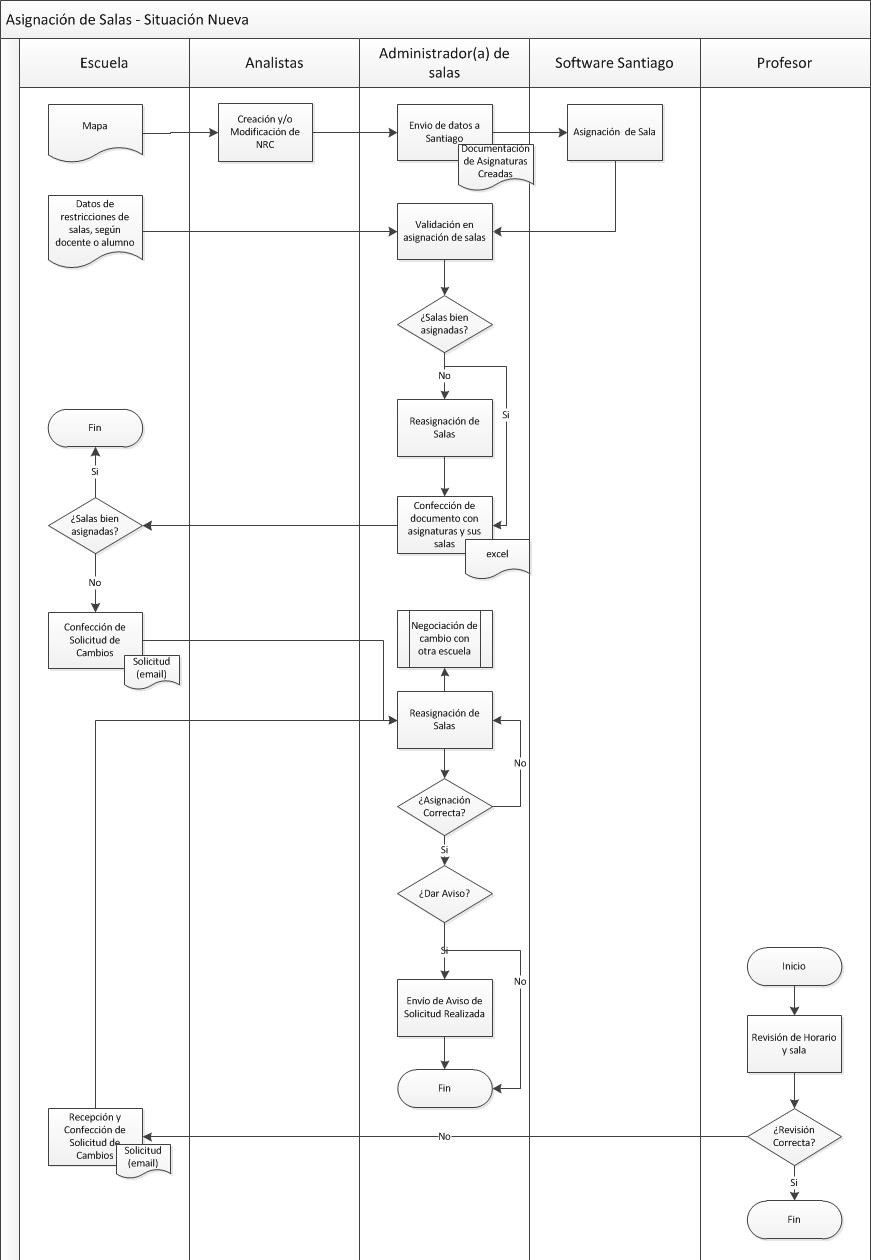 Asignación de Salas - Situación Nueva
Escuela
Analistas
Administrador(a) de
salas
Software Santiago
Profesor
Mapa
Creación y/o
Modificación de
NRC
Envio de datos a
Santiago
Documentación
de Asignaturas
Creadas
Asignación de Sala
Datos de
restricciones de
salas, según
docente o alumno
Validación en
asignación de salas
¿Salas bien
asignadas?
No
Si
Reasignación de
Salas
Fin
Si
¿Salas bien
asignadas?
Confección de
documento con
asignaturas y sus
salas
excel
No
Confección de
Solicitud de
Cambios
Solicitud
(email)
Negociación de
cambio con
otra escuela
Reasignación de
Salas
No
¿Asignación
Correcta?
Si
¿Dar Aviso?
Si
No
Envío de Aviso de
Solicitud Realizada
Fin
Inicio
Revisión de Horario
y sala
¿Revisión
Correcta?
No
Recepción y
Confección de
Solicitud de
Cambios
Solicitud
(email)
Si
Fin